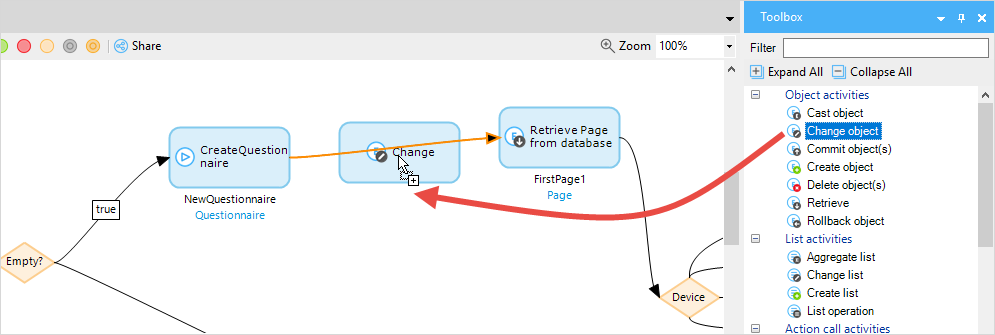 Toolbox
Share
Zoom 100%
Filter
Expand All Collapse All
Object activities
Cast object
Change object
Commit object(s)
Create object
Delete object(s)
Retrieve
Rollback object
List activities
Aggregate list
Change list
Create list
List operation
Action call activities
CreateQuestion
naire
NewQuestionnaire
Questionnaire
Change
Retrieve Page
from database
FirstPage1
Page
true
Empty?
Device